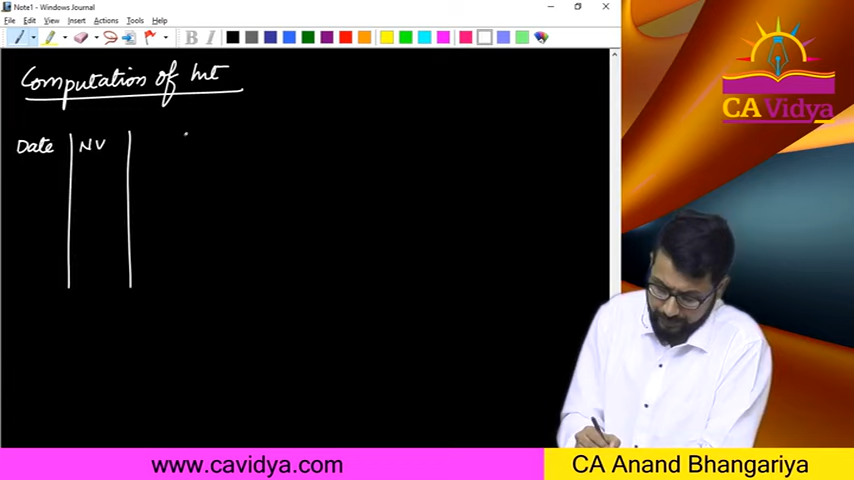 Note1 - Windows Journal
File Edit View Insert Actions Tools Help
B I
Computation of Int
Date NV
CA Vidya
www.cavidya.com
CA Anand Bhangariya